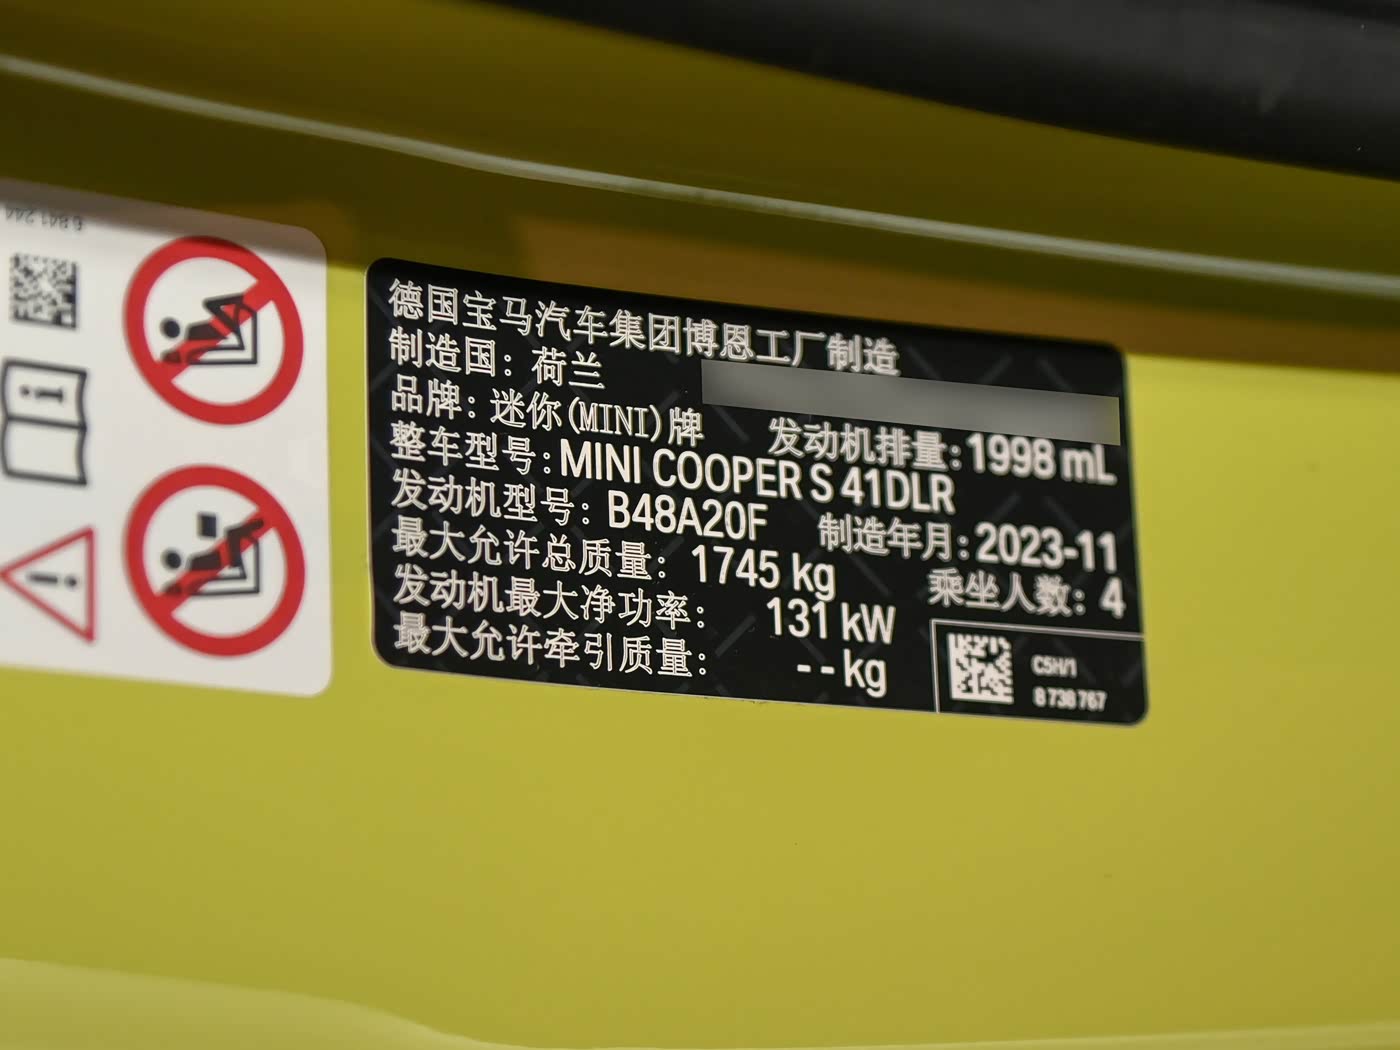 6 841 244
德国宝马汽车集团博恩工厂制造
制造国：荷兰
品牌：迷你(MINI)牌 发动机排量：1998 mL
整车型号：MINI COOPER S 41DLR
发动机型号：B48A20F 制造年月：2023-11
最大允许总质量：1745 kg 乘坐人数：4
发动机最大净功率：131 kW
最大允许牵引质量：--kg
C5H/1
8 738 767